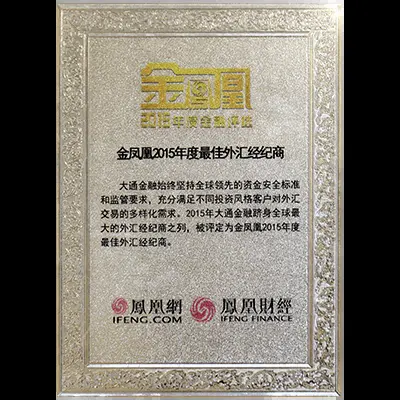 金凤凰
2015年度金融评选
金凤凰2015年度最佳外汇经纪商
大通金融始终坚持全球领先的资金安全标准
和监管要求，充分满足不同投资风格客户对外汇
交易的多样化需求。2015年大通金融跻身全球最
大的外汇经纪商之列，被评定为金凤凰2015年度
最佳外汇经纪商。
鳳凰網 鳳凰財經
IFENG.COM IFENG FINANCE